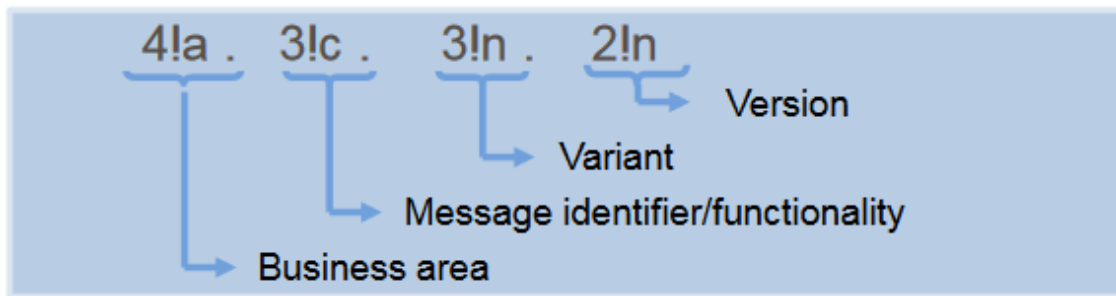 4!a . 3!c . 3!n . 2!n
Version
Variant
Message identifier/functionality
Business area